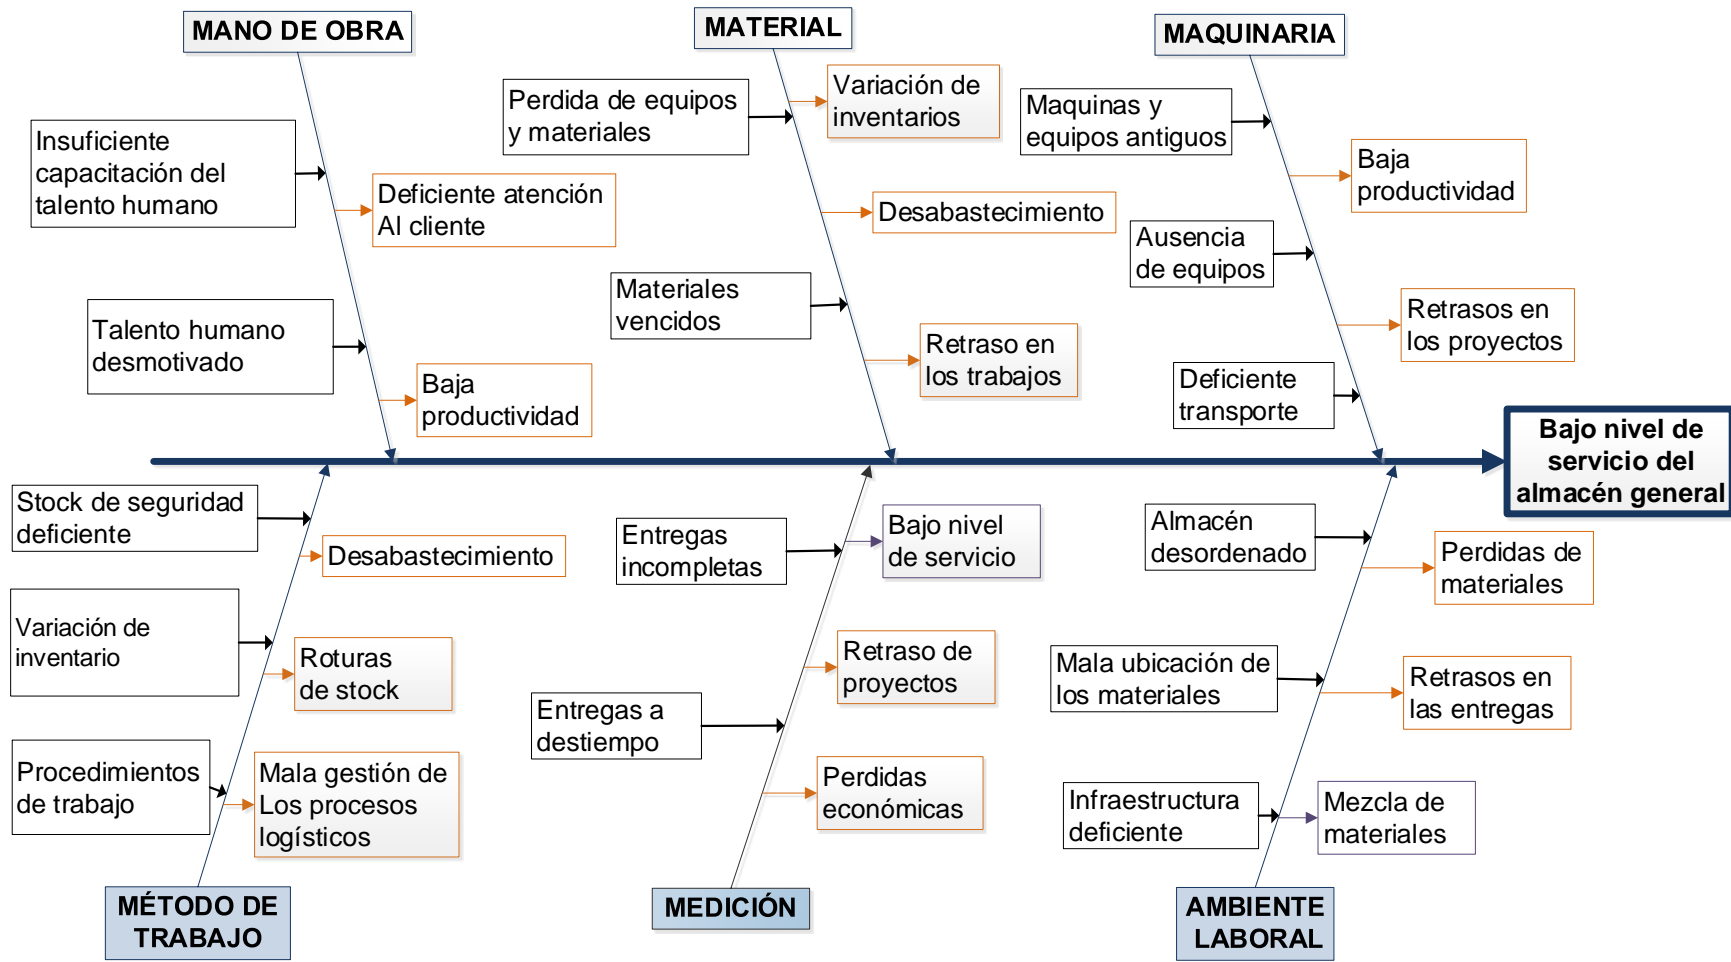 MANO DE OBRA
MATERIAL
MAQUINARIA
Insuficiente
capacitación del
talento humano
Deficiente atención
Al cliente
Talento humano
desmotivado
Baja
productividad
Perdida de equipos
y materiales
Variación de
inventarios
Desabastecimiento
Materiales
vencidos
Retraso en
los trabajos
Maquinas y
equipos antiguos
Baja
productividad
Ausencia
de equipos
Retrasos en
los proyectos
Deficiente
transporte
Bajo nivel de
servicio del
almacén general
Stock de seguridad
deficiente
Desabastecimiento
Variación de
inventario
Roturas
de stock
Procedimientos
de trabajo
Mala gestión de
Los procesos
logísticos
Entregas
incompletas
Bajo nivel
de servicio
Retraso de
proyectos
Entregas a
destiempo
Perdidas
económicas
Almacén
desordenado
Perdidas de
materiales
Mala ubicación de
los materiales
Retrasos en
las entregas
Infraestructura
deficiente
Mezcla de
materiales
MÉTODO DE
TRABAJO
MEDICIÓN
AMBIENTE
LABORAL